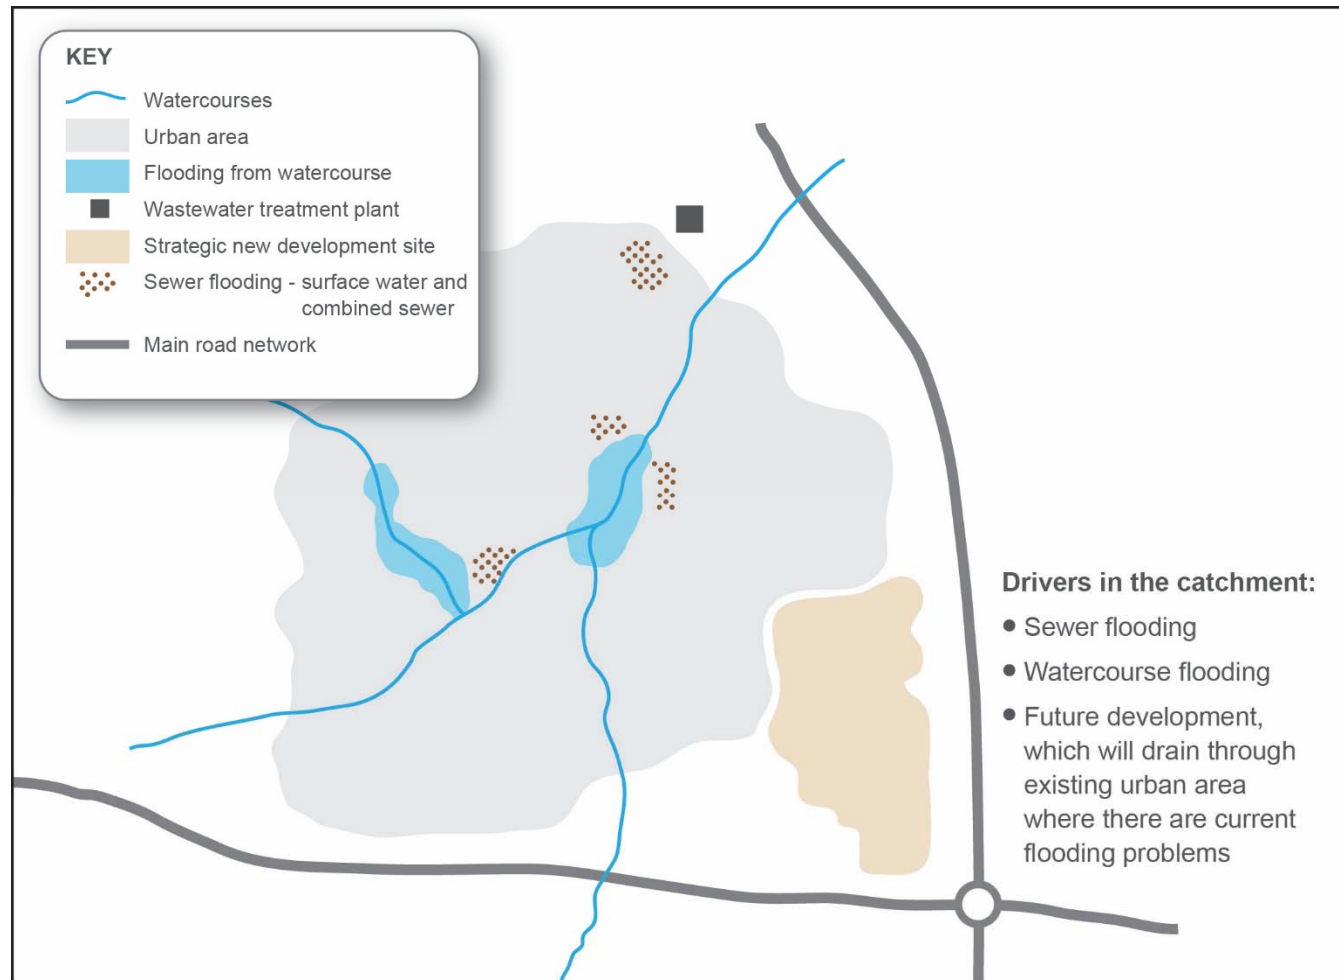 KEY
Watercourses
Urban area
Flooding from watercourse
Wastewater treatment plant
Strategic new development site
Sewer flooding - surface water and
combined sewer
Main road network
Drivers in the catchment:
● Sewer flooding
● Watercourse flooding
● Future development,
which will drain through
existing urban area
where there are current
flooding problems